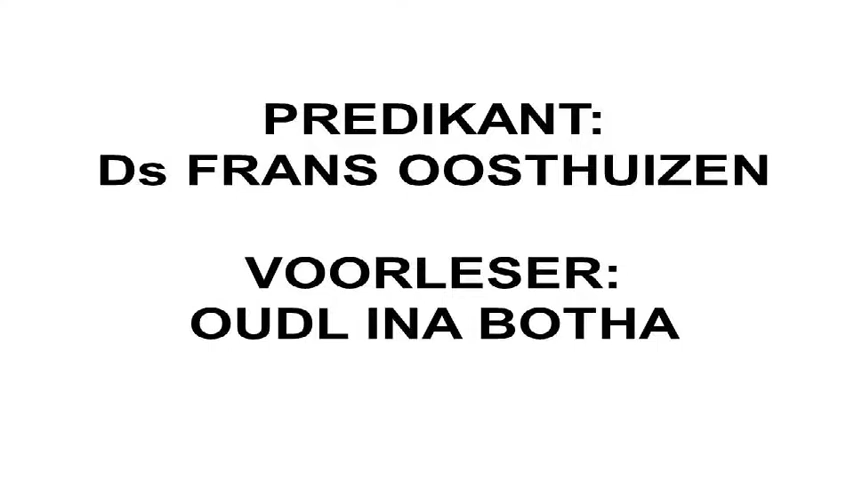 PREDIKANT:
Ds FRANS OOSTHUIZEN
VOORLESER:
OUDL INA BOTHA